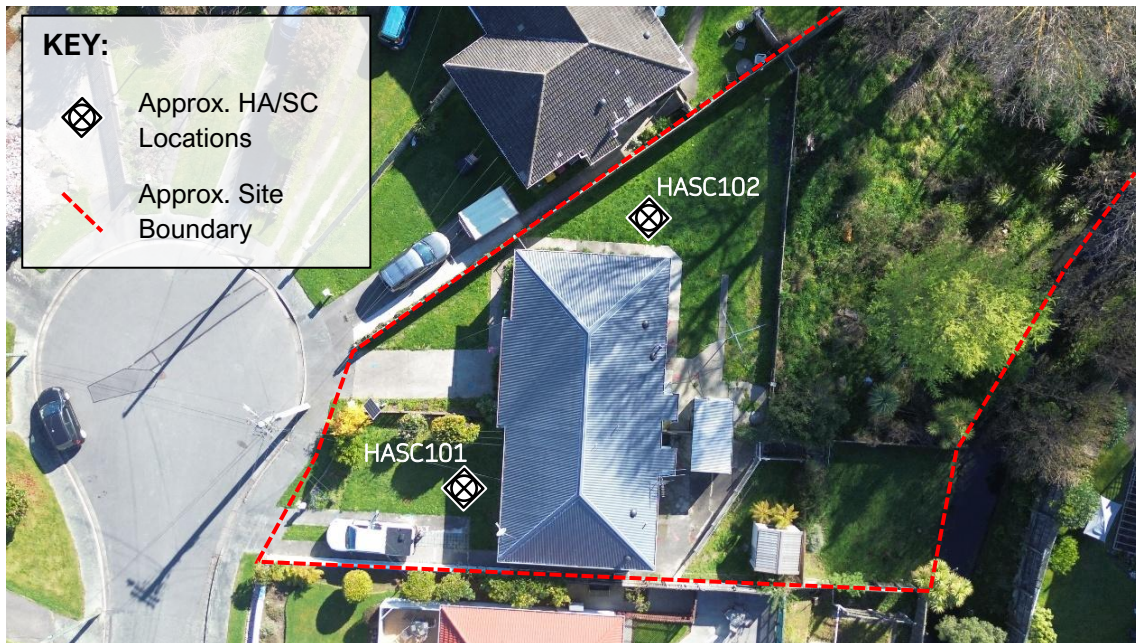 KEY:
Approx. HA/SC
Locations
Approx. Site
Boundary
HASC102
HASC101